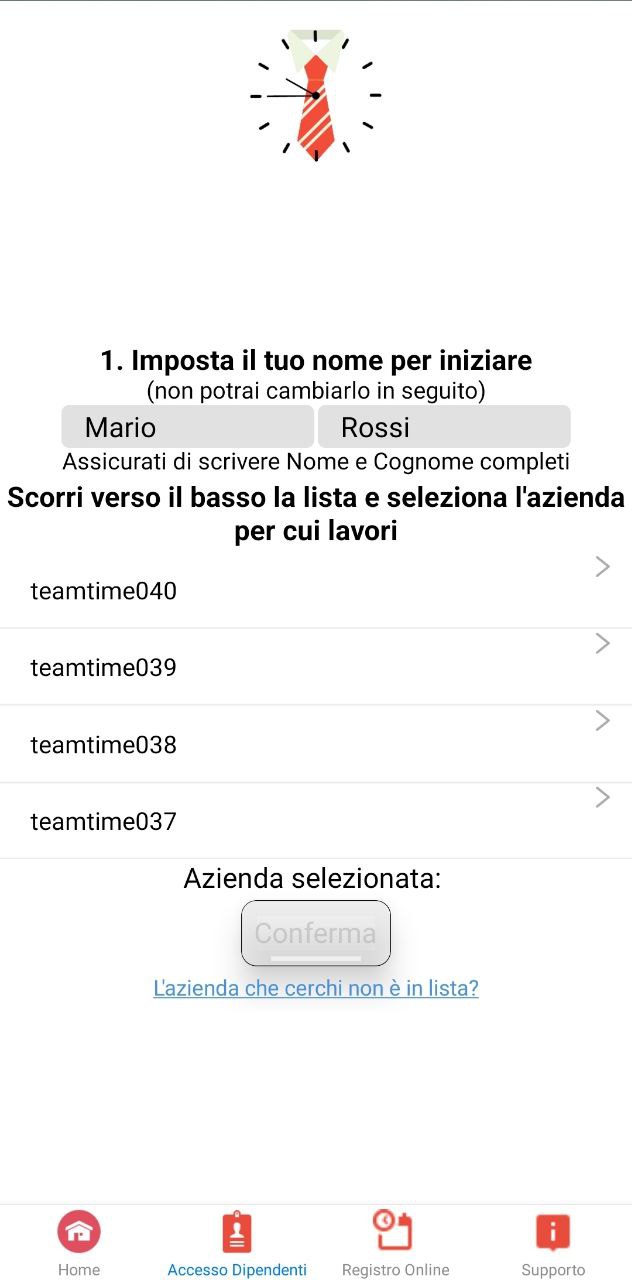 1. Imposta il tuo nome per iniziare
(non potrai cambiarlo in seguito)
Mario Rossi
Assicurati di scrivere Nome e Cognome completi
Scorri verso il basso la lista e seleziona l'azienda
per cui lavori
teamtime040
teamtime039
teamtime038
teamtime037
Azienda selezionata:
Conferma
L'azienda che cerchi non è in lista?
Home Accesso Dipendenti Registro Online Supporto